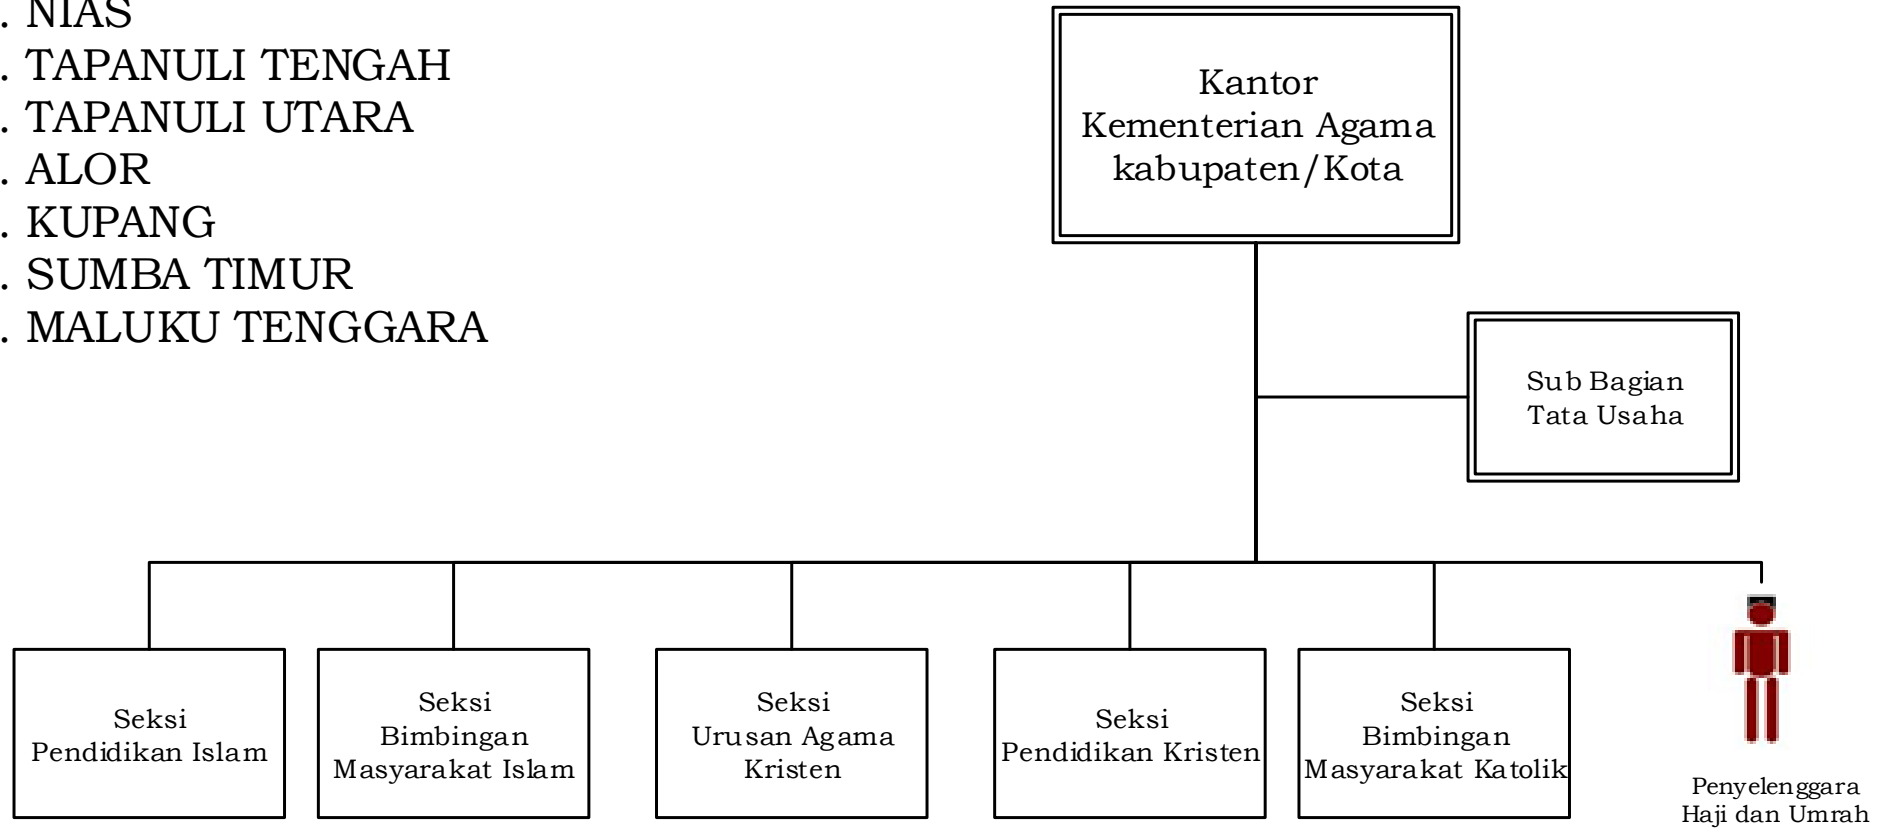 . NIAS
. TAPANULI TENGAH
. TAPANULI UTARA
. ALOR
. KUPANG
. SUMBA TIMUR
. MALUKU TENGGARA
Kantor
Kementerian Agama
kabupaten/Kota
Sub Bagian
Tata Usaha
Seksi
Pendidikan Islam
Seksi
Bimbingan
Masyarakat Islam
Seksi
Urusan Agama
Kristen
Seksi
Pendidikan Kristen
Seksi
Bimbingan
Masyarakat Katolik
Penyelenggara
Haji dan Umrah